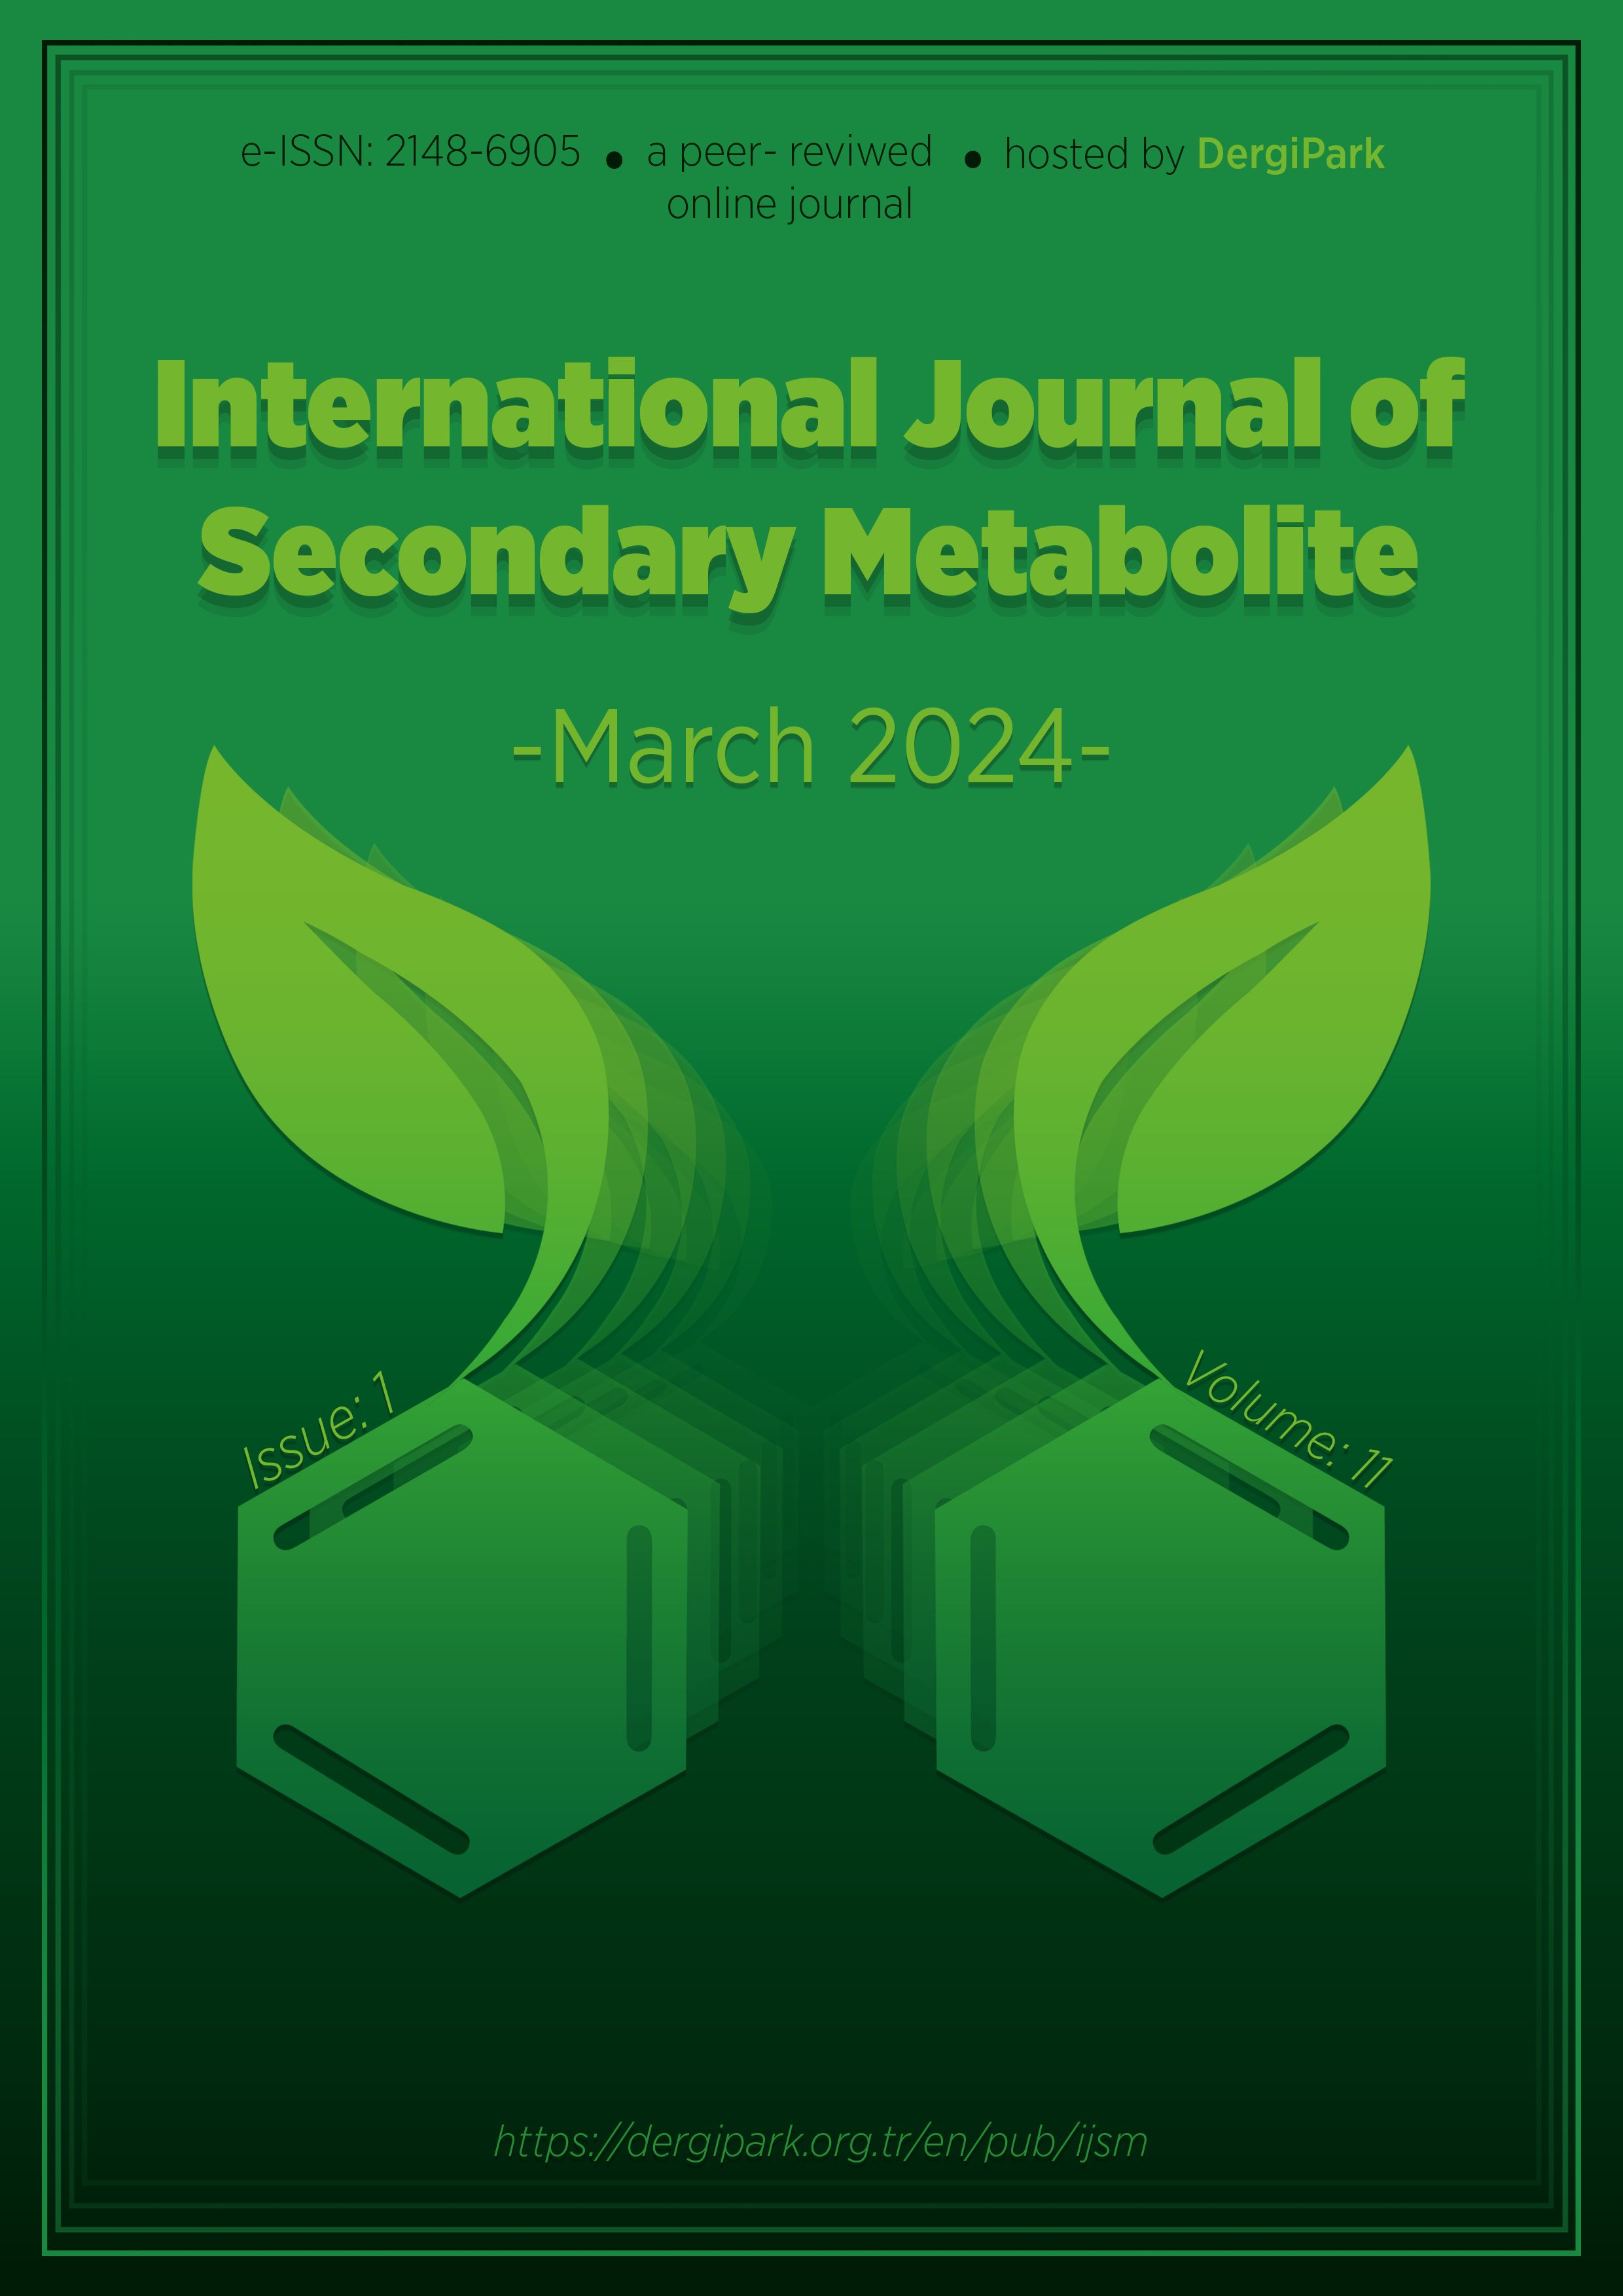 e-ISSN: 2148-6905 • a peer- reviwed • hosted by DergiPark
online journal
International Journal of
Secondary Metabolite
-March 2024-
Issue: 1
Volume: 11
https://dergipark.org.tr/en/pub/ijsm